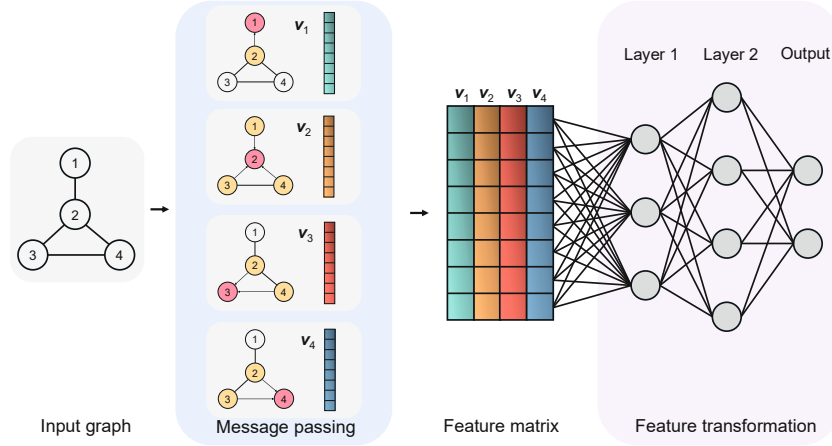 1
2
3
4
Input graph
1
2
3
4
v1
1
2
3
4
v2
1
2
3
4
v3
1
2
3
4
v4
Message passing
v1 v2 v3 v4
Feature matrix
Layer 1
Layer 2
Output
Feature transformation